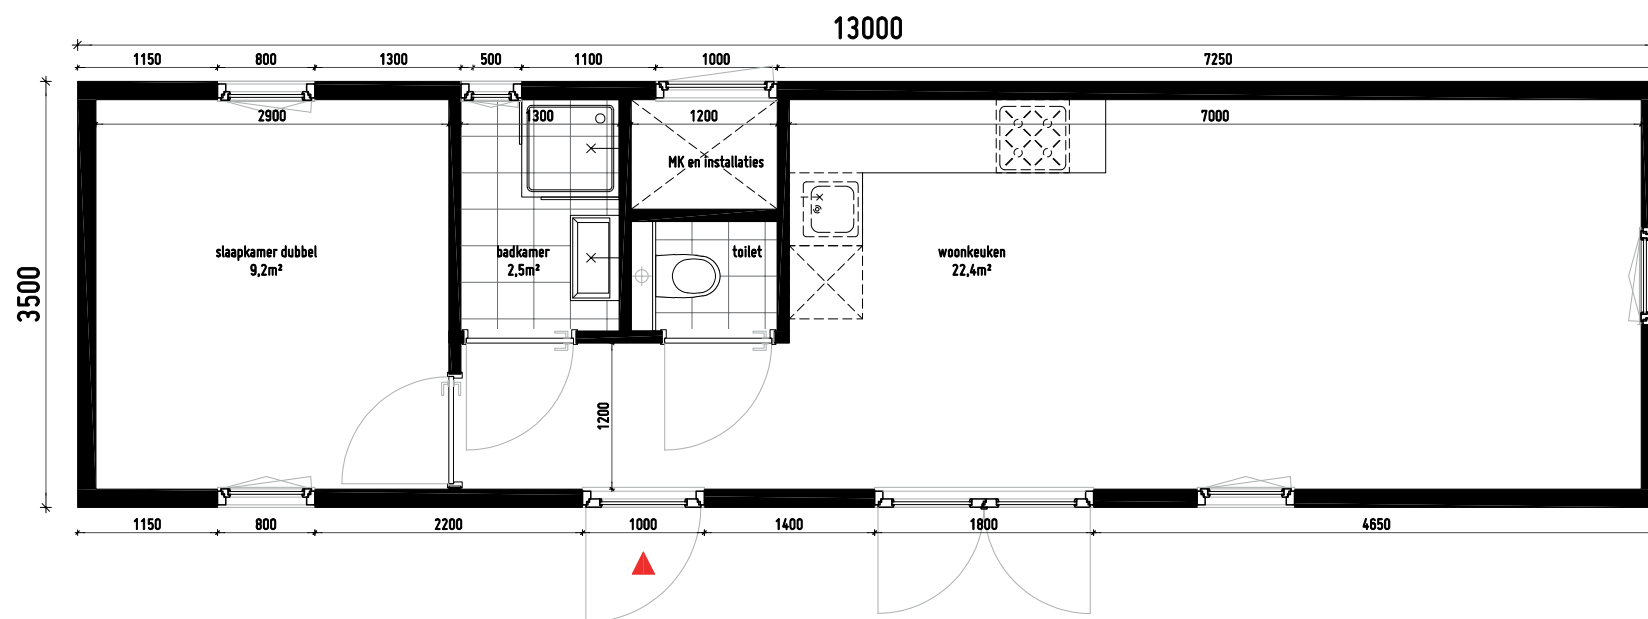 13000
1150 800 1300 500 1100 1000 7250
2900 1300 1200 7000
MK en installaties
slaapkamer dubbel
9,2m²
badkamer
2,5m²
toilet
woonkeuken
22,4m²
3500
1200
1150 800 2200 1000 1400 1800 4650